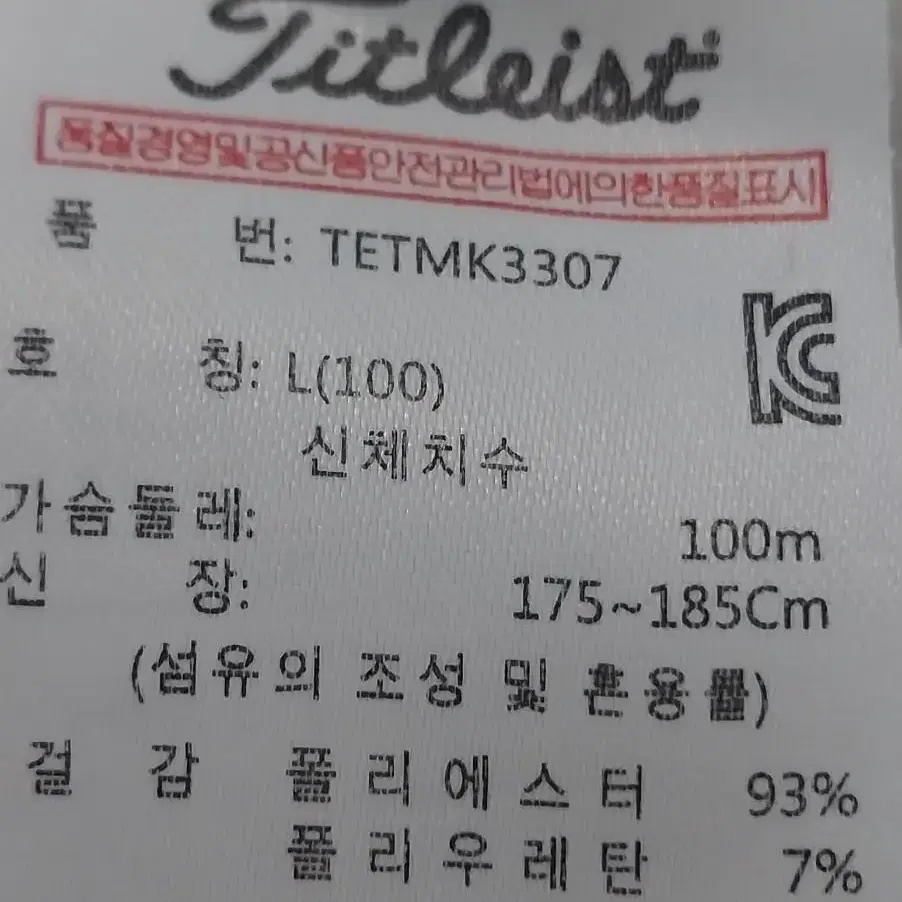 Titleist
품질경영및공산품안전관리법에의한품질표시
품 번: TETMK3307
호 칭: L(100)
신체치수
가슴둘레: 100m
신 장: 175~185Cm
(섬유의 조성 및 혼용률)
겉 감 폴리에스터 93%
폴리우레탄 7%